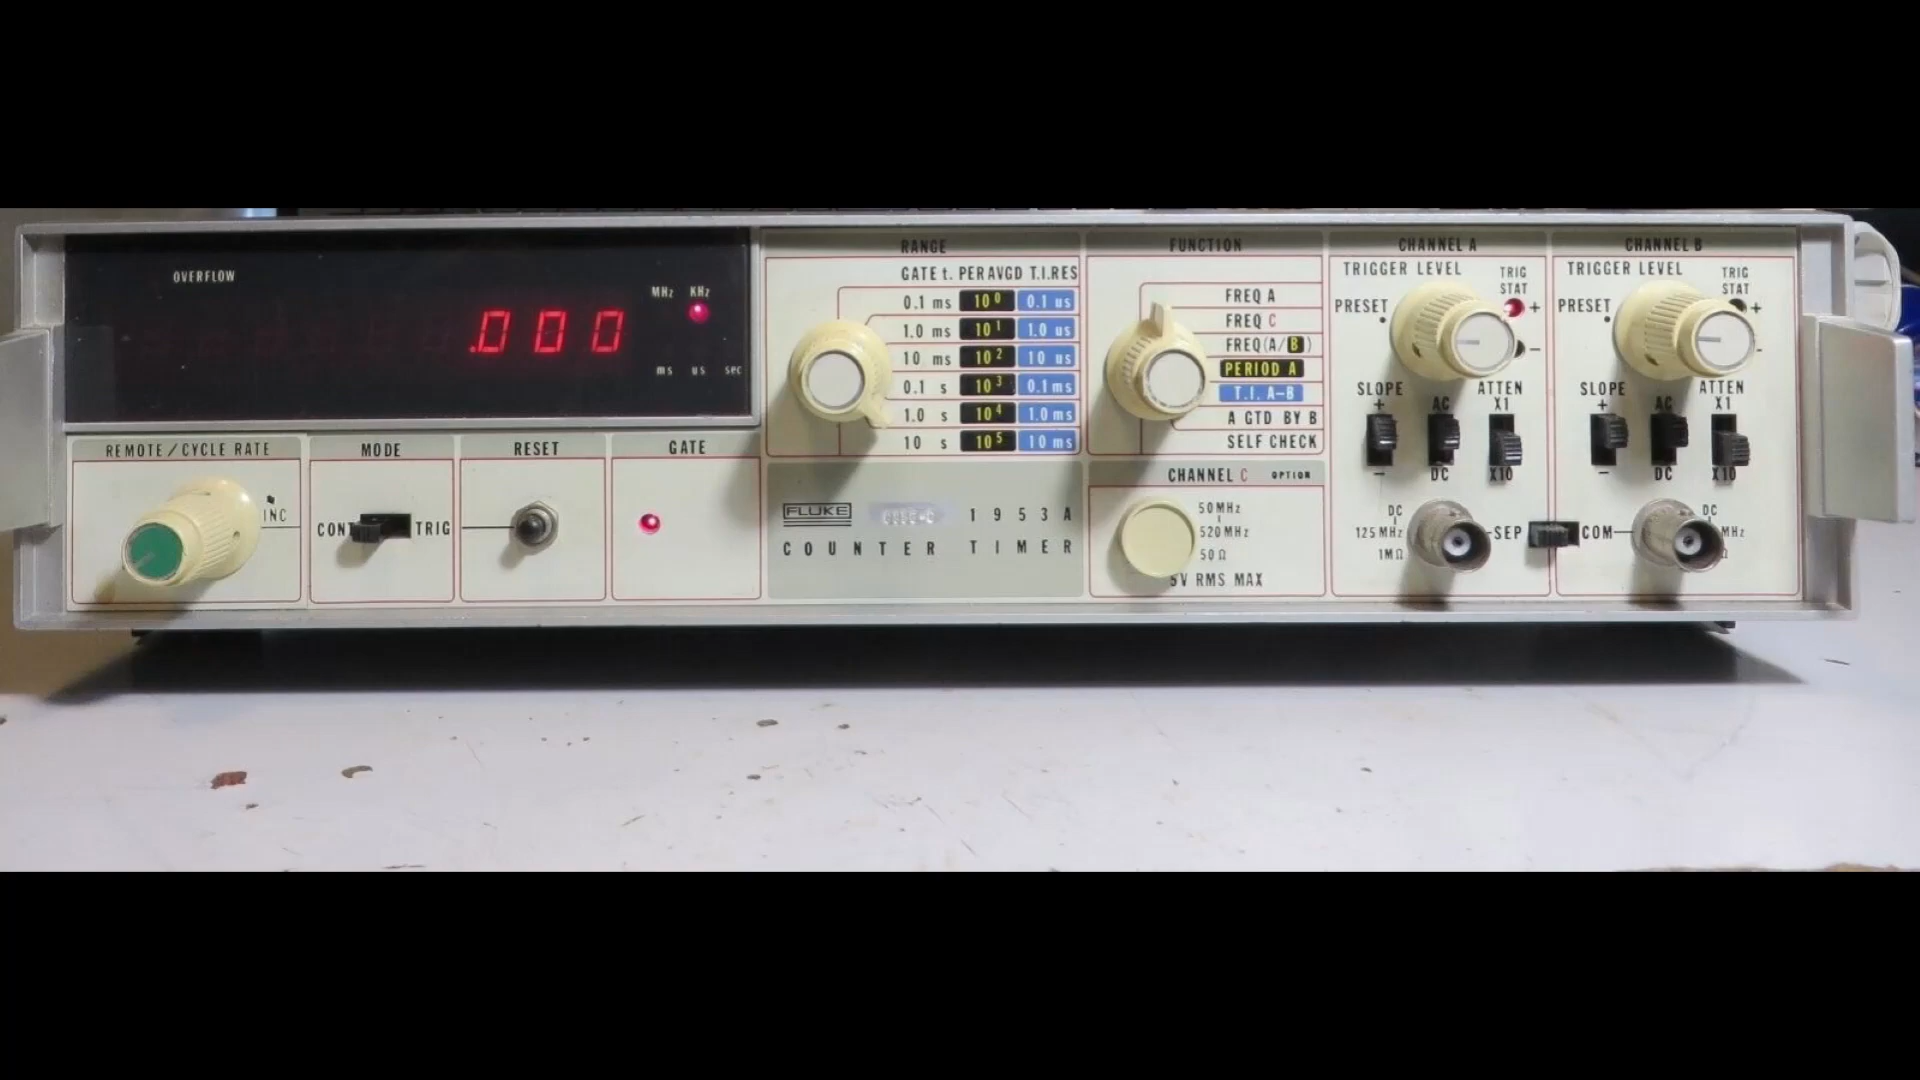 OVERFLOW
MHz KHz
.000
ms us sec
REMOTE/CYCLE RATE
INC
MODE
CONT TRIG
RESET
GATE
RANGE
GATE t. PER AVGD T.I.RES
0.1 ms 10⁰ 0.1 us
1.0 ms 10¹ 1.0 us
10 ms 10² 10 us
0.1 s 10³ 0.1ms
1.0 s 10⁴ 1.0ms
10 s 10⁵ 10 ms
FLUKE 1953A
COUNTER TIMER
FUNCTION
FREQ A
FREQ C
FREQ(A/B)
PERIOD A
T.I. A-B
A GTD BY B
SELF CHECK
CHANNEL C OPTION
50MHz
520MHz
50Ω
5V RMS MAX
CHANNEL A
TRIGGER LEVEL
TRIG
STAT
PRESET
+
-
SLOPE
+
-
AC
DC
ATTEN
X1
X10
DC
125MHz
1MΩ
SEP COM
CHANNEL B
TRIGGER LEVEL
TRIG
STAT
PRESET
+
-
SLOPE
+
-
AC
DC
ATTEN
X1
X10
DC
MHz
Ω